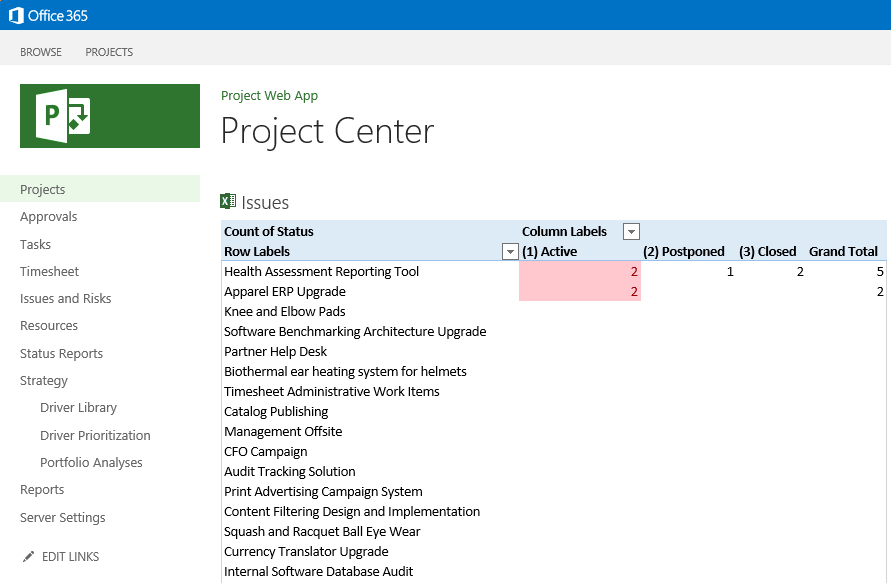 Office 365
BROWSE PROJECTS
P
Project Web App
Project Center
Projects
Approvals
Tasks
Timesheet
Issues and Risks
Resources
Status Reports
Strategy
Driver Library
Driver Prioritization
Portfolio Analyses
Reports
Server Settings
EDIT LINKS
Issues
Count of Status Column Labels
Row Labels (1) Active (2) Postponed (3) Closed Grand Total
Health Assessment Reporting Tool 2 1 2 5
Apparel ERP Upgrade 2 2
Knee and Elbow Pads
Software Benchmarking Architecture Upgrade
Partner Help Desk
Biothermal ear heating system for helmets
Timesheet Administrative Work Items
Catalog Publishing
Management Offsite
CFO Campaign
Audit Tracking Solution
Print Advertising Campaign System
Content Filtering Design and Implementation
Squash and Racquet Ball Eye Wear
Currency Translator Upgrade
Internal Software Database Audit